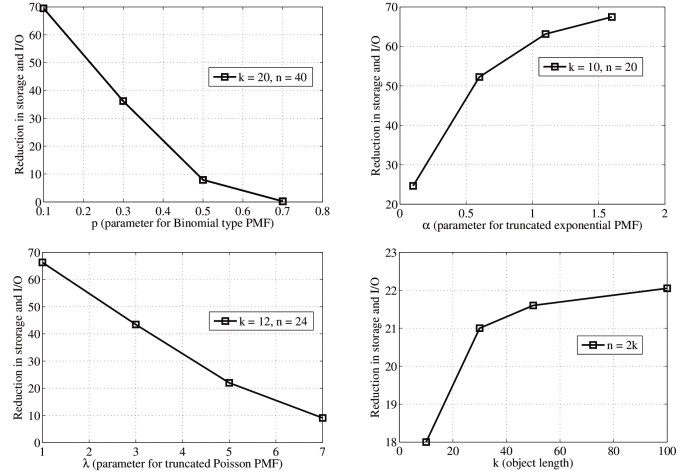 Reduction in storage and I/O
70
60
50
40
30
20
10
0
k = 20, n = 40
0.1 0.2 0.3 0.4 0.5 0.6 0.7 0.8
p (parameter for Binomial type PMF)
Reduction in storage and I/O
70
60
50
40
30
20
k = 10, n = 20
0 0.5 1 1.5 2
α (parameter for truncated exponential PMF)
Reduction in strorage and I/O
70
60
50
40
30
20
10
0
k = 12, n = 24
1 2 3 4 5 6 7
λ (parameter for truncated Poisson PMF)
Reduction in storage and I/O
23
22
21
20
19
18
n = 2k
0 20 40 60 80 100
k (object length)